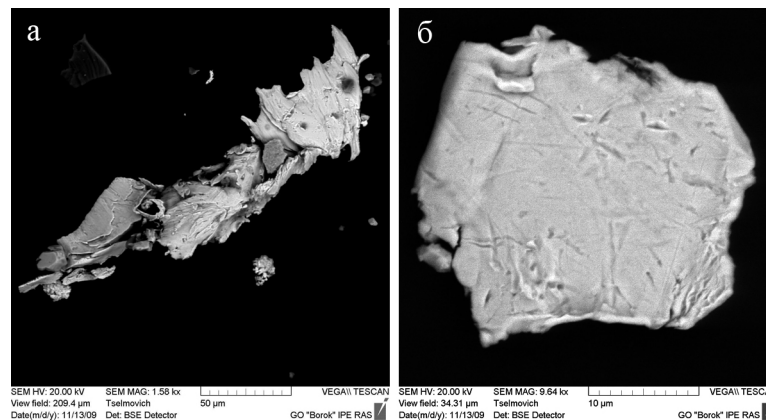 а
SEM HV: 20.00 kV SEM MAG: 1.58 kx VEGA\\ TESCAN
View field: 209.4 µm Tselmovich 50 µm
Date(m/d/y): 11/13/09 Det: BSE Detector GO "Borok" IPE RAS
б
SEM HV: 20.00 kV SEM MAG: 9.64 kx VEGA\\ TESCAN
View field: 34.31 µm Tselmovich 10 µm
Date(m/d/y): 11/13/09 Det: BSE Detector GO "Borok" IPE RAS